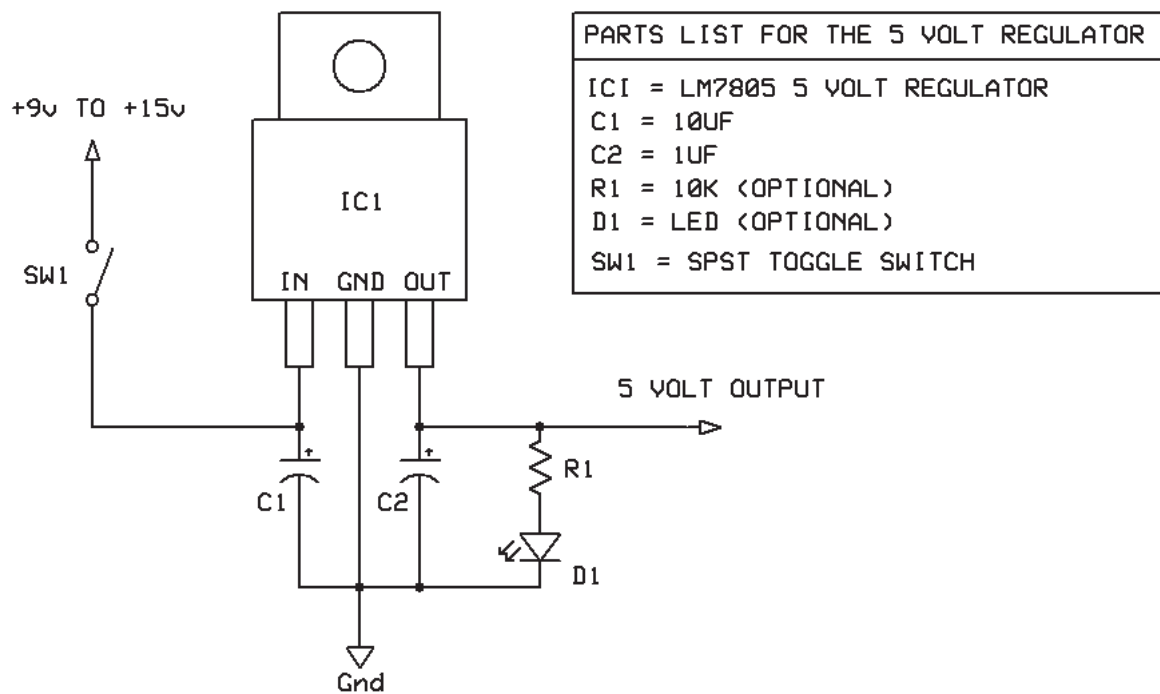 PARTS LIST FOR THE 5 VOLT REGULATOR
ICI = LM7805 5 VOLT REGULATOR
C1 = 10UF
C2 = 1UF
R1 = 10K (OPTIONAL)
D1 = LED (OPTIONAL)
SW1 = SPST TOGGLE SWITCH
+9v TO +15v
IC1
SW1
IN GND OUT
5 VOLT OUTPUT
+ +
R1
C1 C2
D1
Gnd